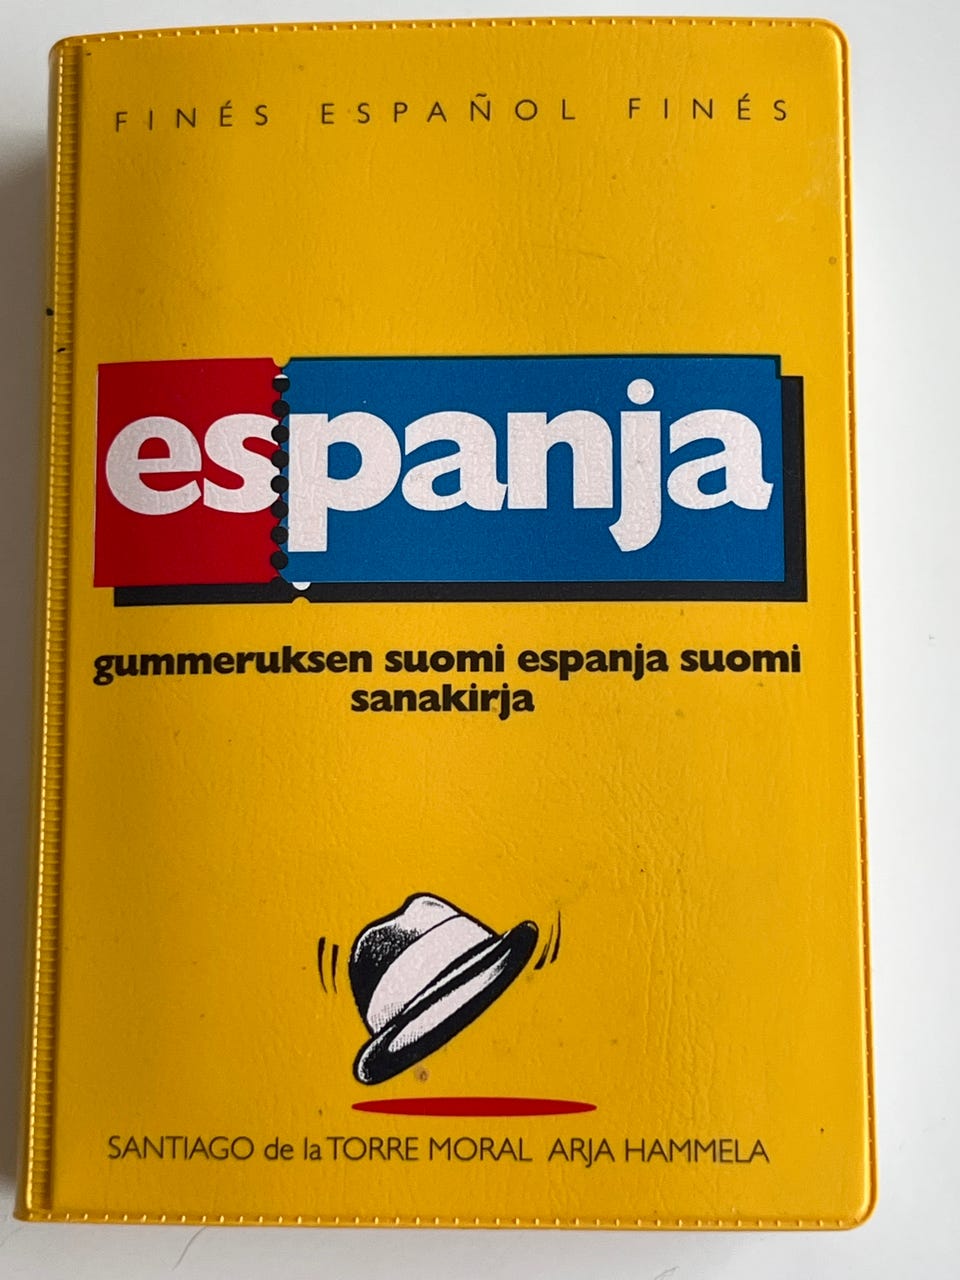 FINÉS ESPAÑOL FINÉS
espanja
gummeruksen suomi espanja suomi
sanakirja
SANTIAGO de la TORRE MORAL ARJA HAMMELA